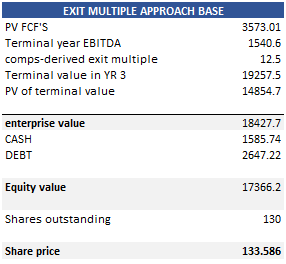 EXIT MULTIPLE APPROACH BASE
PV FCF'S 3573.01
Terminal year EBITDA 1540.6
comps-derived exit multiple 12.5
Terminal value in YR 3 19257.5
PV of terminal value 14854.7
enterprise value 18427.7
CASH 1585.74
DEBT 2647.22
Equity value 17366.2
Shares outstanding 130
Share price 133.586